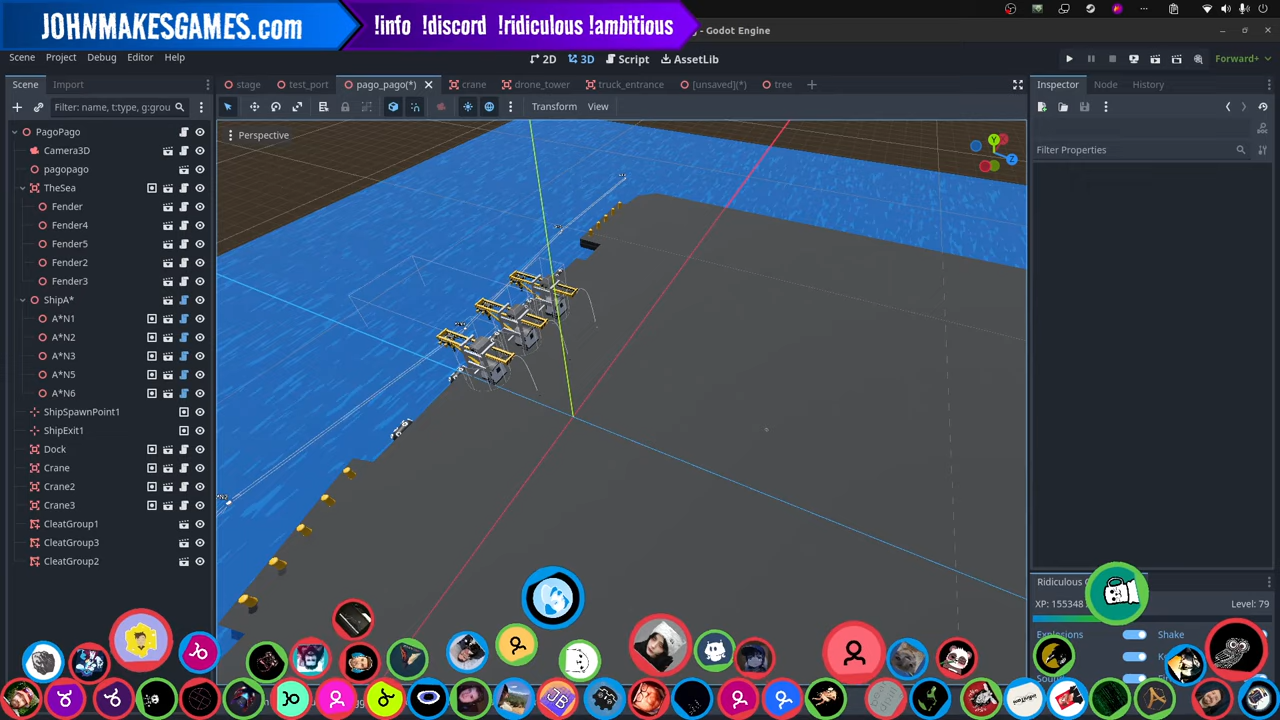 JOHNMAKESGAMES.com
!info !discord !ridiculous !ambitious
- Godot Engine
Scene Project Debug Editor Help
2D 3D Script AssetLib
Forward+
Scene Import
stage test_port pago_pago(*) crane drone_tower truck_entrance [unsaved](*) tree
Inspector Node History
Filter: name, t:type, g:grou
Transform View
Perspective
Filter Properties
PagoPago
Camera3D
pagopago
TheSea
Fender
Fender4
Fender5
Fender2
Fender3
ShipA*
A*N1
A*N2
A*N3
A*N5
A*N6
ShipSpawnPoint1
ShipExit1
Dock
Crane
Crane2
Crane3
CleatGroup1
CleatGroup3
CleatGroup2
Y
Z
XP: 155348
Level: 79
Explosions Shake